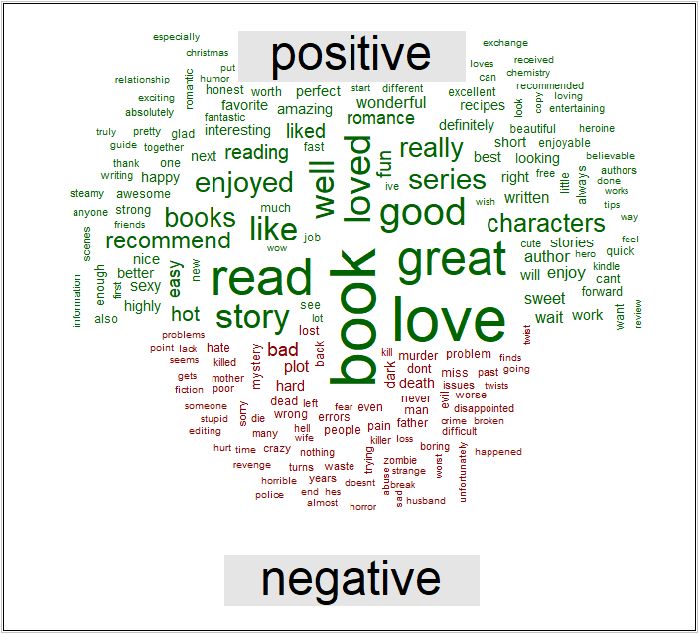 positive
especially
exchange
christmas
loves received
relationship put
humor
romantic
can chemistry
exciting honest worth perfect start different excellent recommended
look copy loving
absolutely favorite amazing wonderful recipes entertaining
fantastic romance
truly pretty glad interesting liked definitely beautiful heroine
guide together fast really short enjoyable
thank one next reading well loved fun best looking believable
writing happy enjoyed ive series right free little always authors
done
steamy awesome much wish written works
tips
anyone strong books like good characters way
friends job
scenes recommend wow great cute stories feel
nice author hero quick
information enough first better easy new read book will enjoy kindle
sexy cant
highly see love sweet forward
also hot story lot wait work want review
lost twist
problems back
point lack hate mystery bad kill murder problem finds
seems killed plot dark dont miss past going
gets mother hard death issues twists
fiction poor dead left never evil worse
someone sorry wrong fear even man disappointed
stupid die errors father crime broken
editing many hell people pain difficult
wife killer loss
hurt time crazy nothing trying boring happened
revenge turns waste zombie worst unfortunately
horrible years doesnt abuse strange
break
police end hes sad husband
almost horror
negative